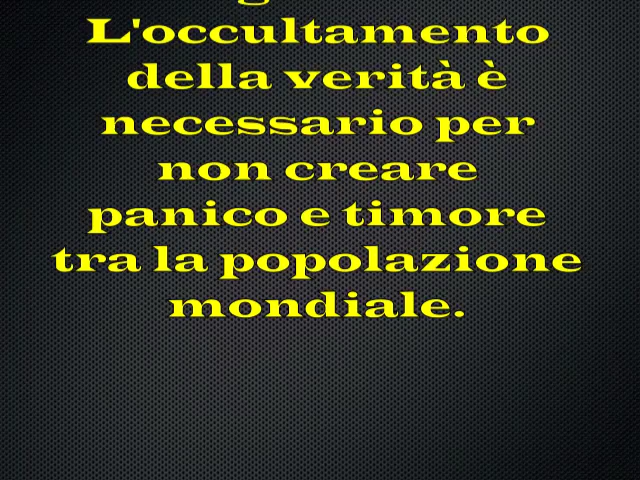 L'occultamento
della verità è
necessario per
non creare
panico e timore
tra la popolazione
mondiale.